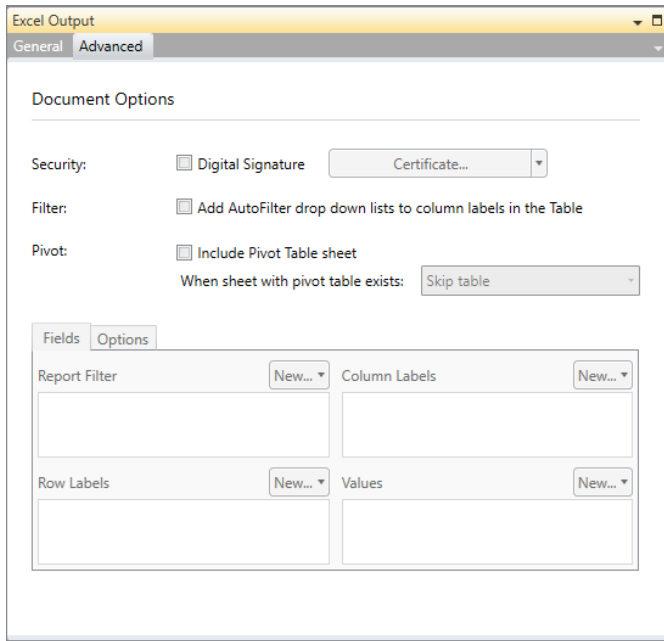 Excel Output
General Advanced
Document Options
Security: Digital Signature Certificate...
Filter: Add AutoFilter drop down lists to column labels in the Table
Pivot: Include Pivot Table sheet
When sheet with pivot table exists: Skip table
Fields Options
Report Filter New... Column Labels New...
Row Labels New... Values New...